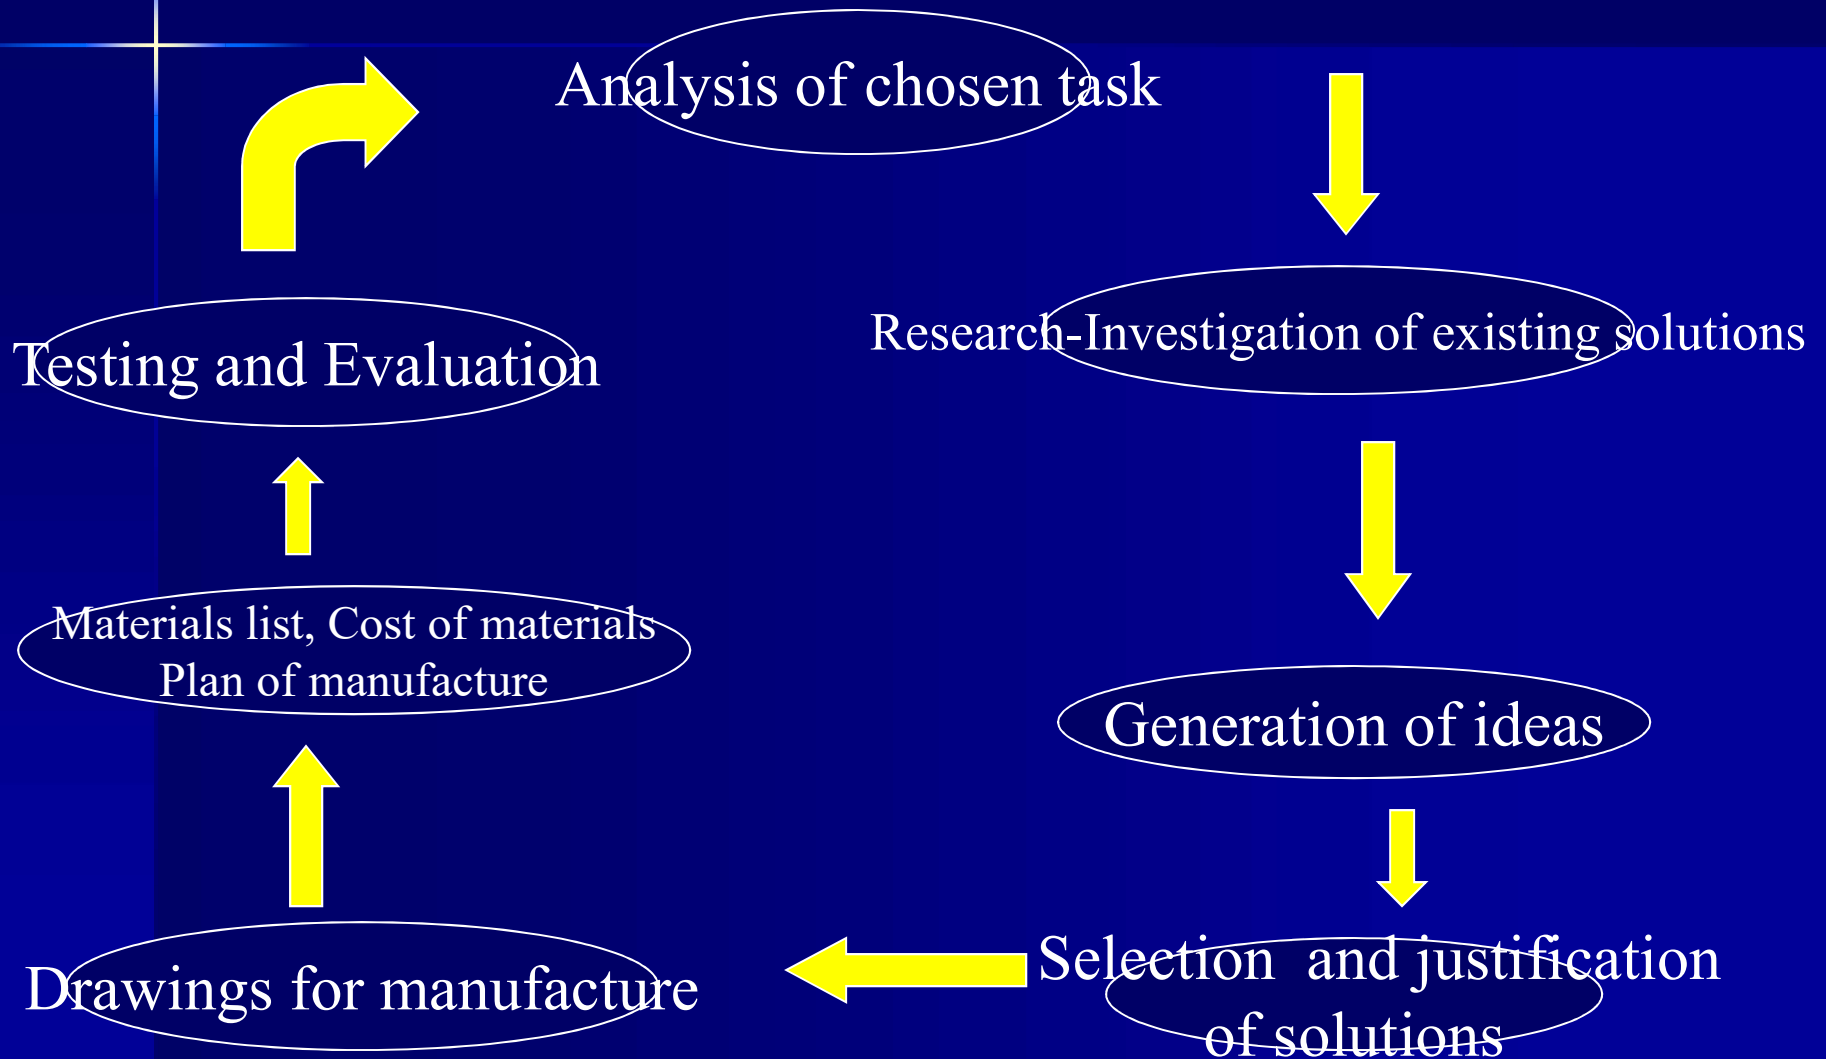 Analysis of chosen task
Research-Investigation of existing solutions
Generation of ideas
Selection  and justification
of solutions
Drawings for manufacture
Materials list, Cost of materials
Plan of manufacture
Testing and Evaluation